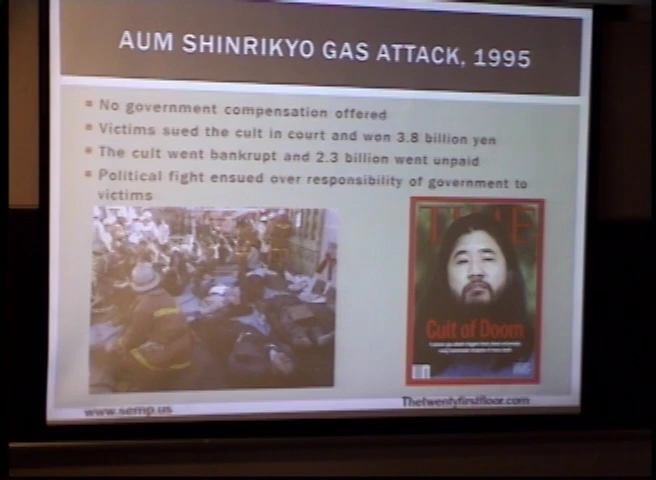 AUM SHINRIKYO GAS ATTACK, 1995
No government compensation offered
Victims sued the cult in court and won 3.8 billion yen
The cult went bankrupt and 2.3 billion went unpaid
Political fight ensued over responsibility of government to
victims
TIME
Cult of Doom
www.semp.us
Thetwentyfirstfloor.com